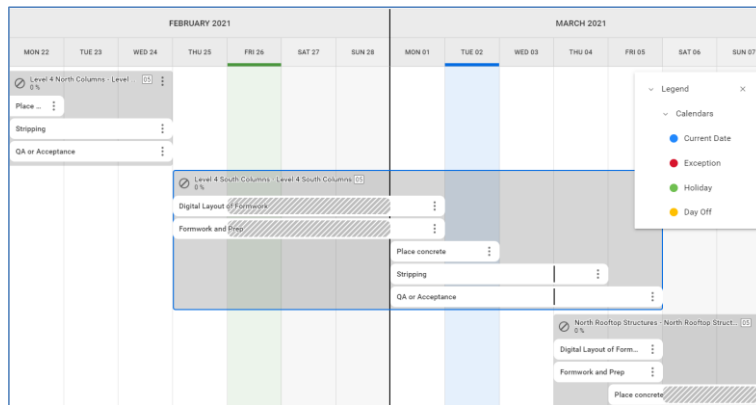 FEBRUARY 2021 MARCH 2021
MON 22 TUE 23 WED 24 THU 25 FRI 26 SAT 27 SUN 28 MON 01 TUE 02 WED 03 THU 04 FRI 05 SAT 06 SUN 07
Level 4 North Columns - Level ... 05
0 %
Place ...
Stripping
QA or Acceptance
Level 4 South Columns - Level 4 South Columns 05
0 %
Digital Layout of Formwork
Formwork and Prep
Place concrete
Stripping
QA or Acceptance
North Rooftop Structures - North Rooftop Struct... 05
0 %
Digital Layout of Form...
Formwork and Prep
Place concrete
Legend
Calendars
Current Date
Exception
Holiday
Day Off